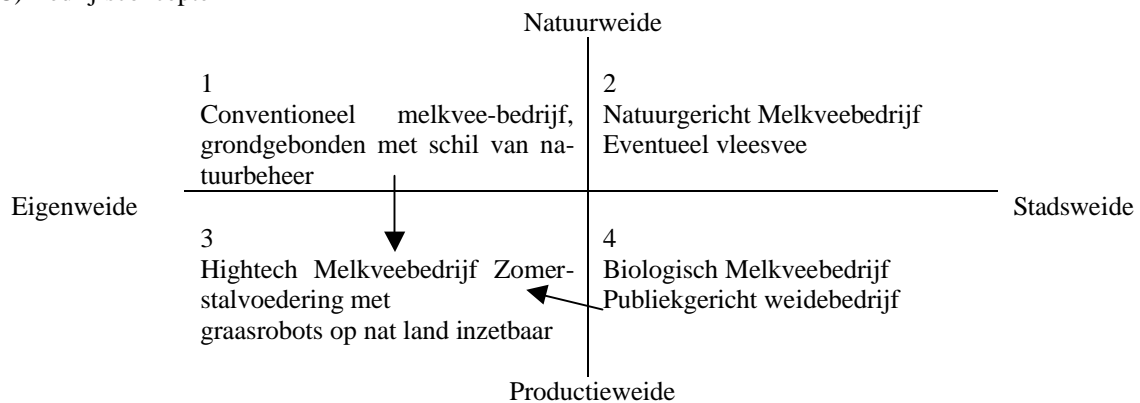 Natuurweide
1
Conventioneel melkvee-bedrijf,
grondgebonden met schil van na-
tuurbeheer
2
Natuurgericht Melkveebedrijf
Eventueel vleesvee
Eigenweide
Stadsweide
3
Hightech Melkveebedrijf Zomer-
stalvoedering met
graasrobots op nat land inzetbaar
4
Biologisch Melkveebedrijf
Publiekgericht weidebedrijf
Productieweide